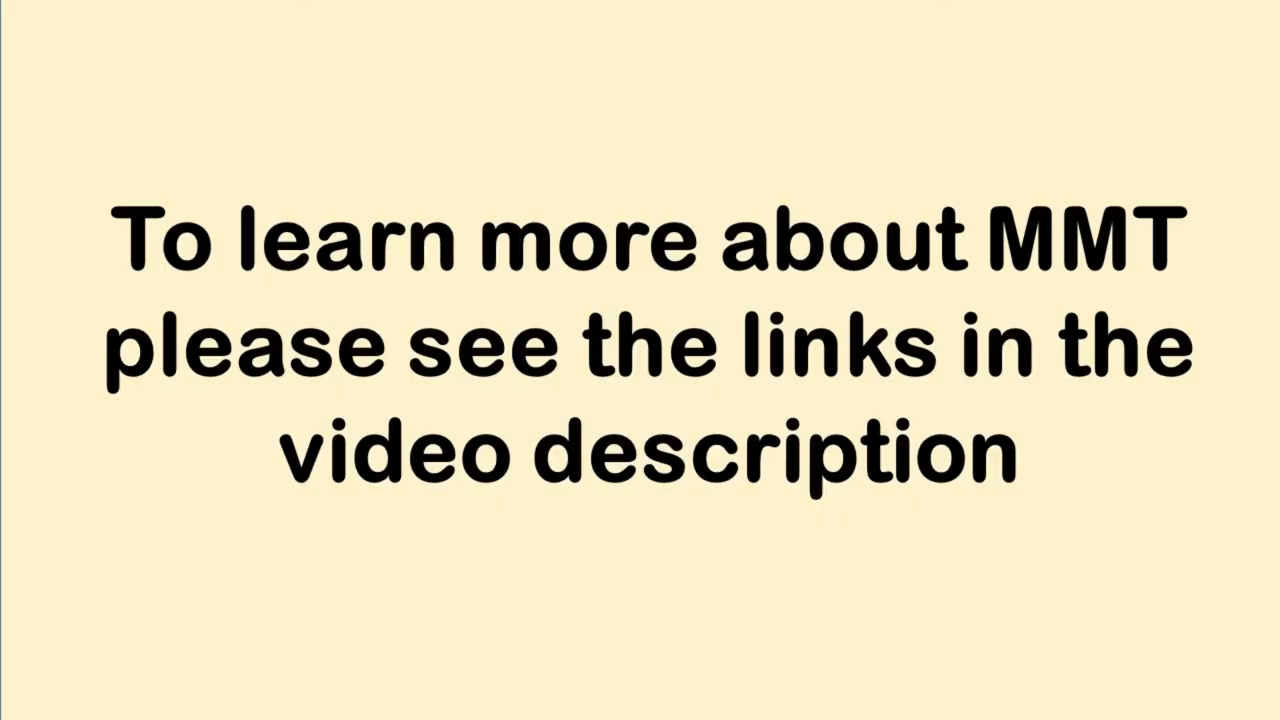 To learn more about MMT
please see the links in the
video description